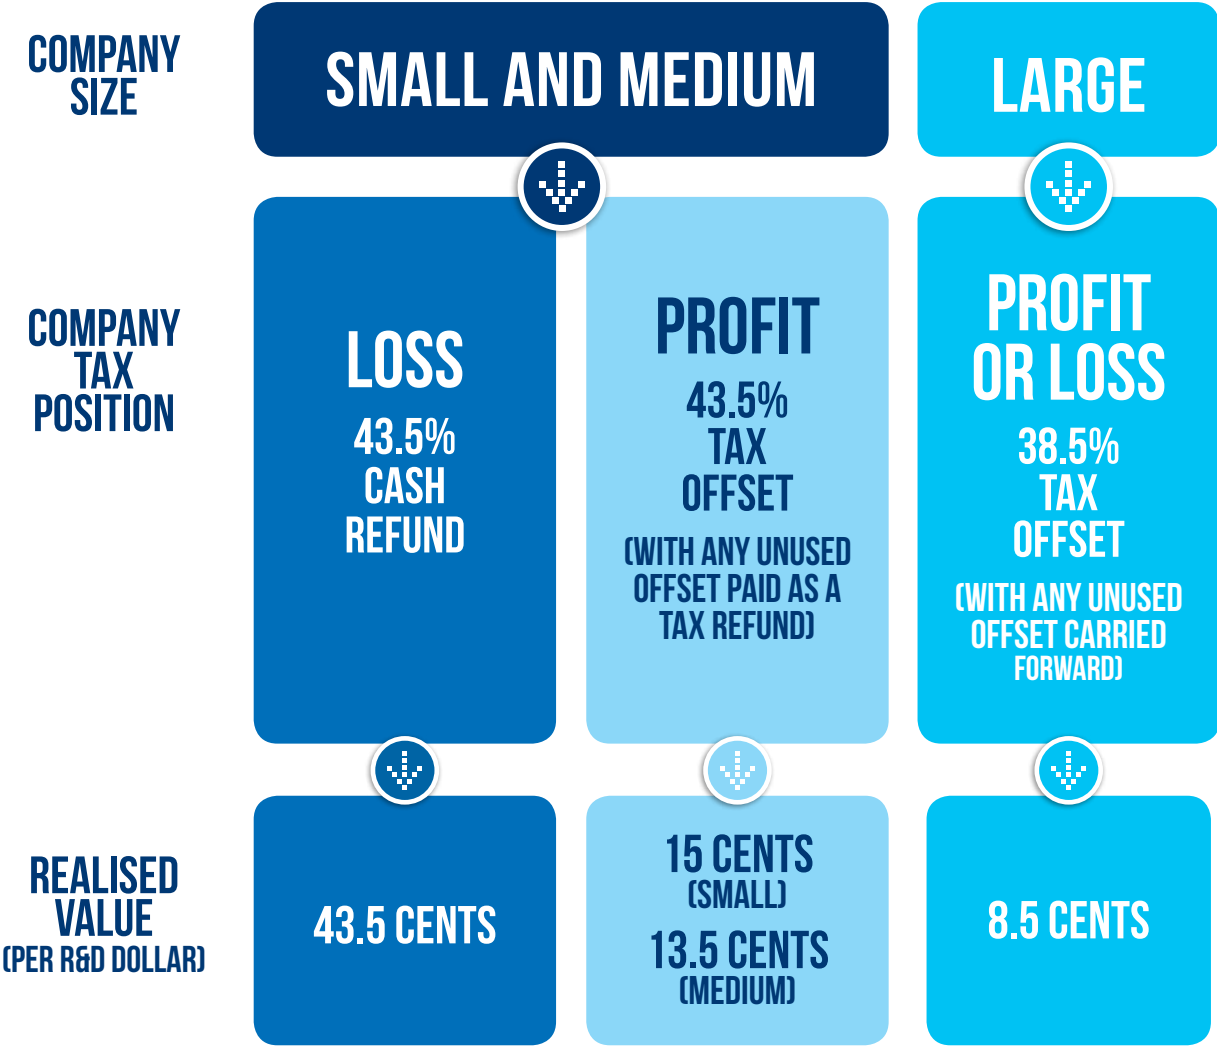 COMPANY
SIZE
SMALL AND MEDIUM
LARGE
COMPANY
TAX
POSITION
LOSS
43.5%
CASH
REFUND
PROFIT
43.5%
TAX
OFFSET
(WITH ANY UNUSED
OFFSET PAID AS A
TAX REFUND)
PROFIT
OR LOSS
38.5%
TAX
OFFSET
(WITH ANY UNUSED
OFFSET CARRIED
FORWARD)
REALISED
VALUE
(PER R&D DOLLAR)
43.5 CENTS
15 CENTS
(SMALL)
13.5 CENTS
(MEDIUM)
8.5 CENTS